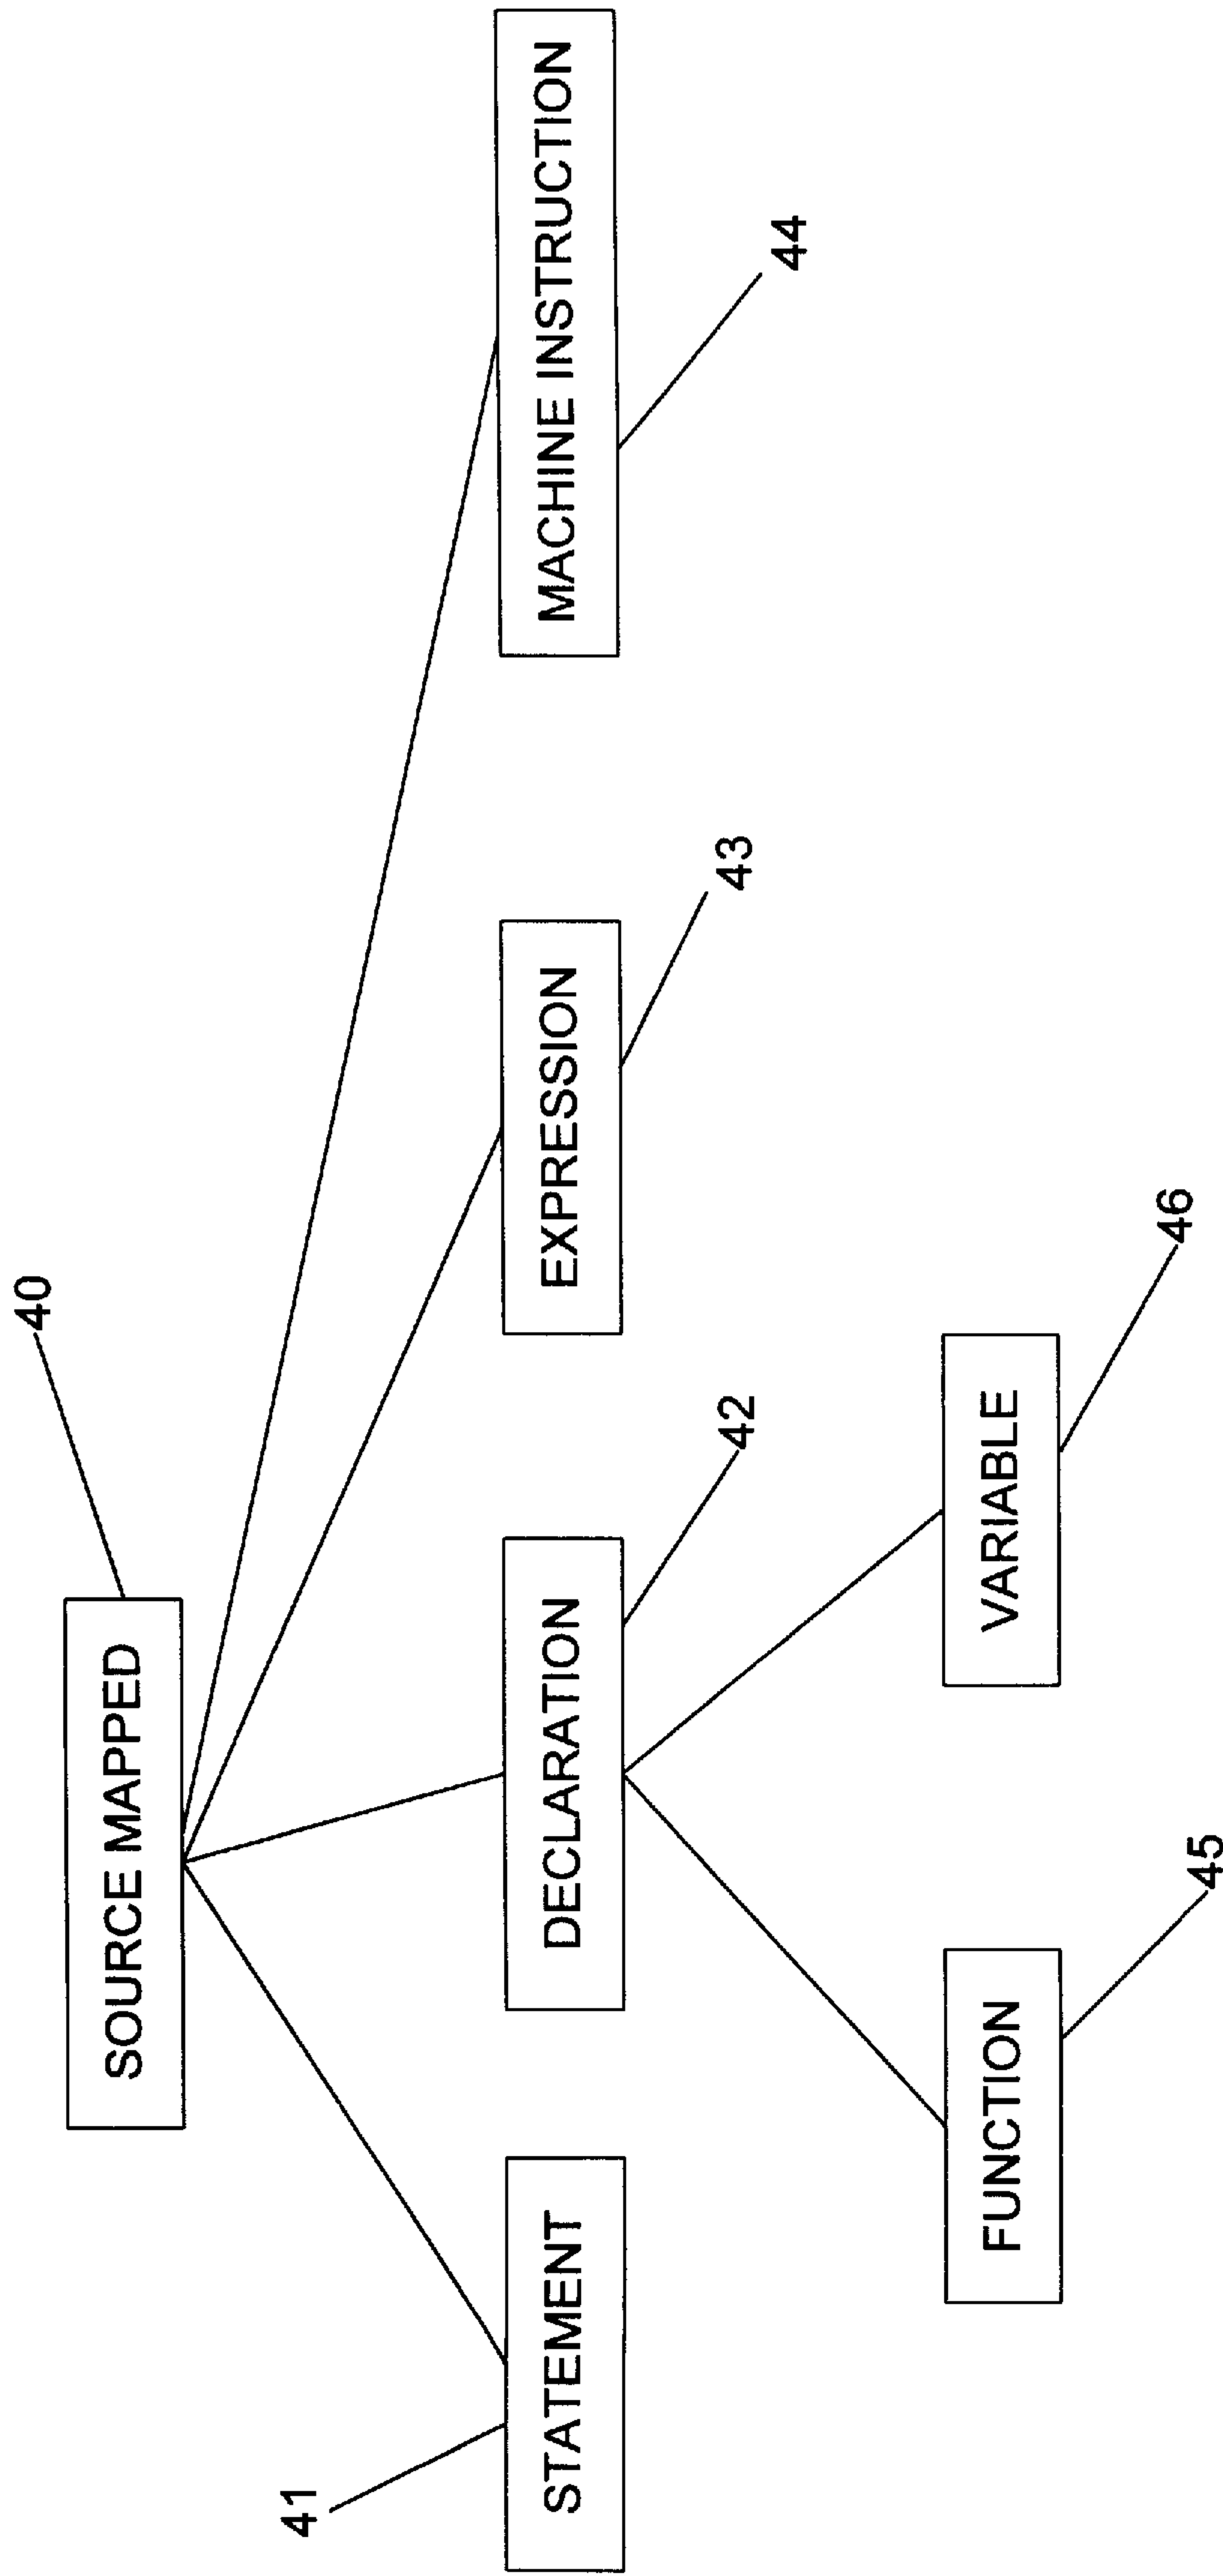 40
SOURCE MAPPED
41
STATEMENT
DECLARATION
42
EXPRESSION
43
MACHINE INSTRUCTION
44
FUNCTION
45
VARIABLE
46